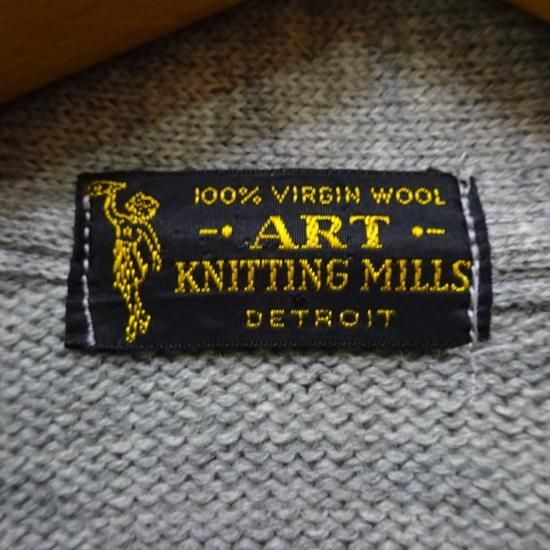 100% VIRGIN WOOL
-• ART •-
KNITTING MILLS
DETROIT